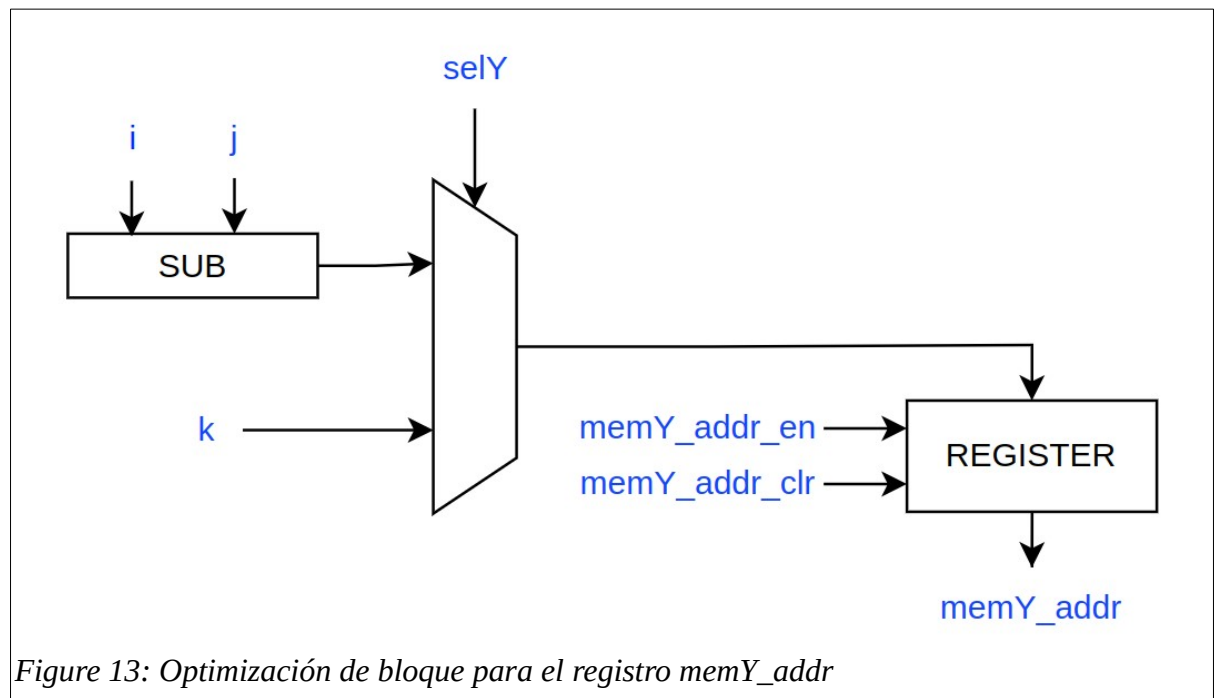 selY
i
j
SUB
k
memY_addr_en
memY_addr_clr
REGISTER
memY_addr
Figure 13: Optimización de bloque para el registro memY_addr